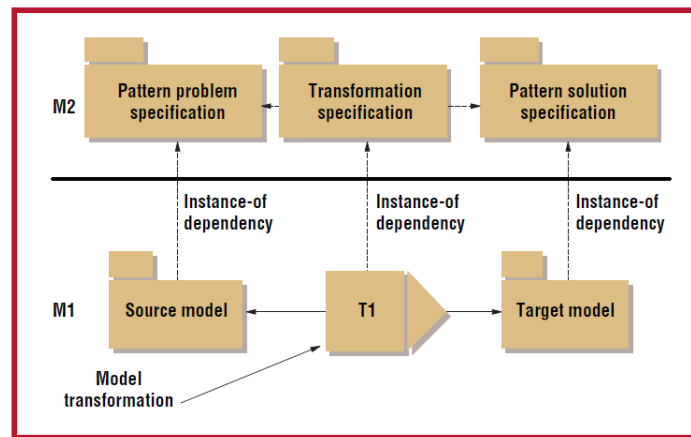 M2
Pattern problem
specification
Transformation
specification
Pattern solution
specification
Instance-of
dependency
Instance-of
dependency
Instance-of
dependency
M1
Source model
T1
Target model
Model
transformation